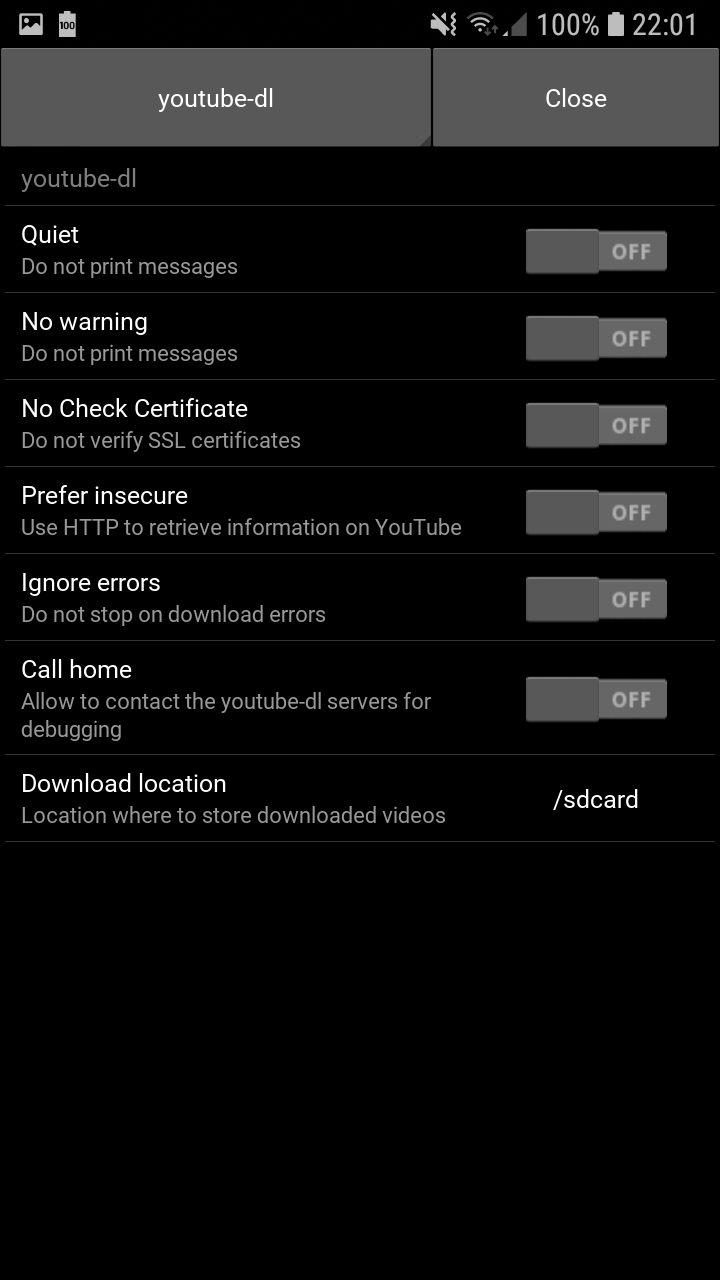 100 100% 22:01
youtube-dl Close
youtube-dl
Quiet
Do not print messages
OFF
No warning
Do not print messages
OFF
No Check Certificate
Do not verify SSL certificates
OFF
Prefer insecure
Use HTTP to retrieve information on YouTube
OFF
Ignore errors
Do not stop on download errors
OFF
Call home
Allow to contact the youtube-dl servers for
debugging
OFF
Download location
Location where to store downloaded videos
/sdcard